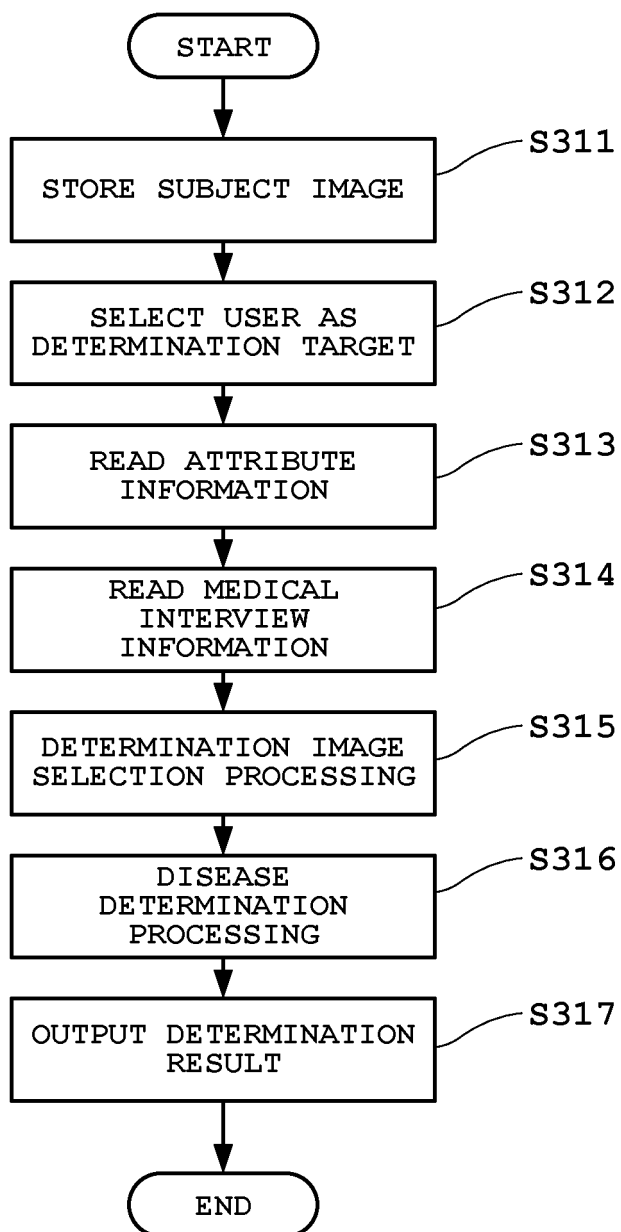 START
S311
STORE SUBJECT IMAGE
S312
SELECT USER AS
DETERMINATION TARGET
S313
READ ATTRIBUTE
INFORMATION
S314
READ MEDICAL
INTERVIEW
INFORMATION
S315
DETERMINATION IMAGE
SELECTION PROCESSING
S316
DISEASE
DETERMINATION
PROCESSING
S317
OUTPUT DETERMINATION
RESULT
END